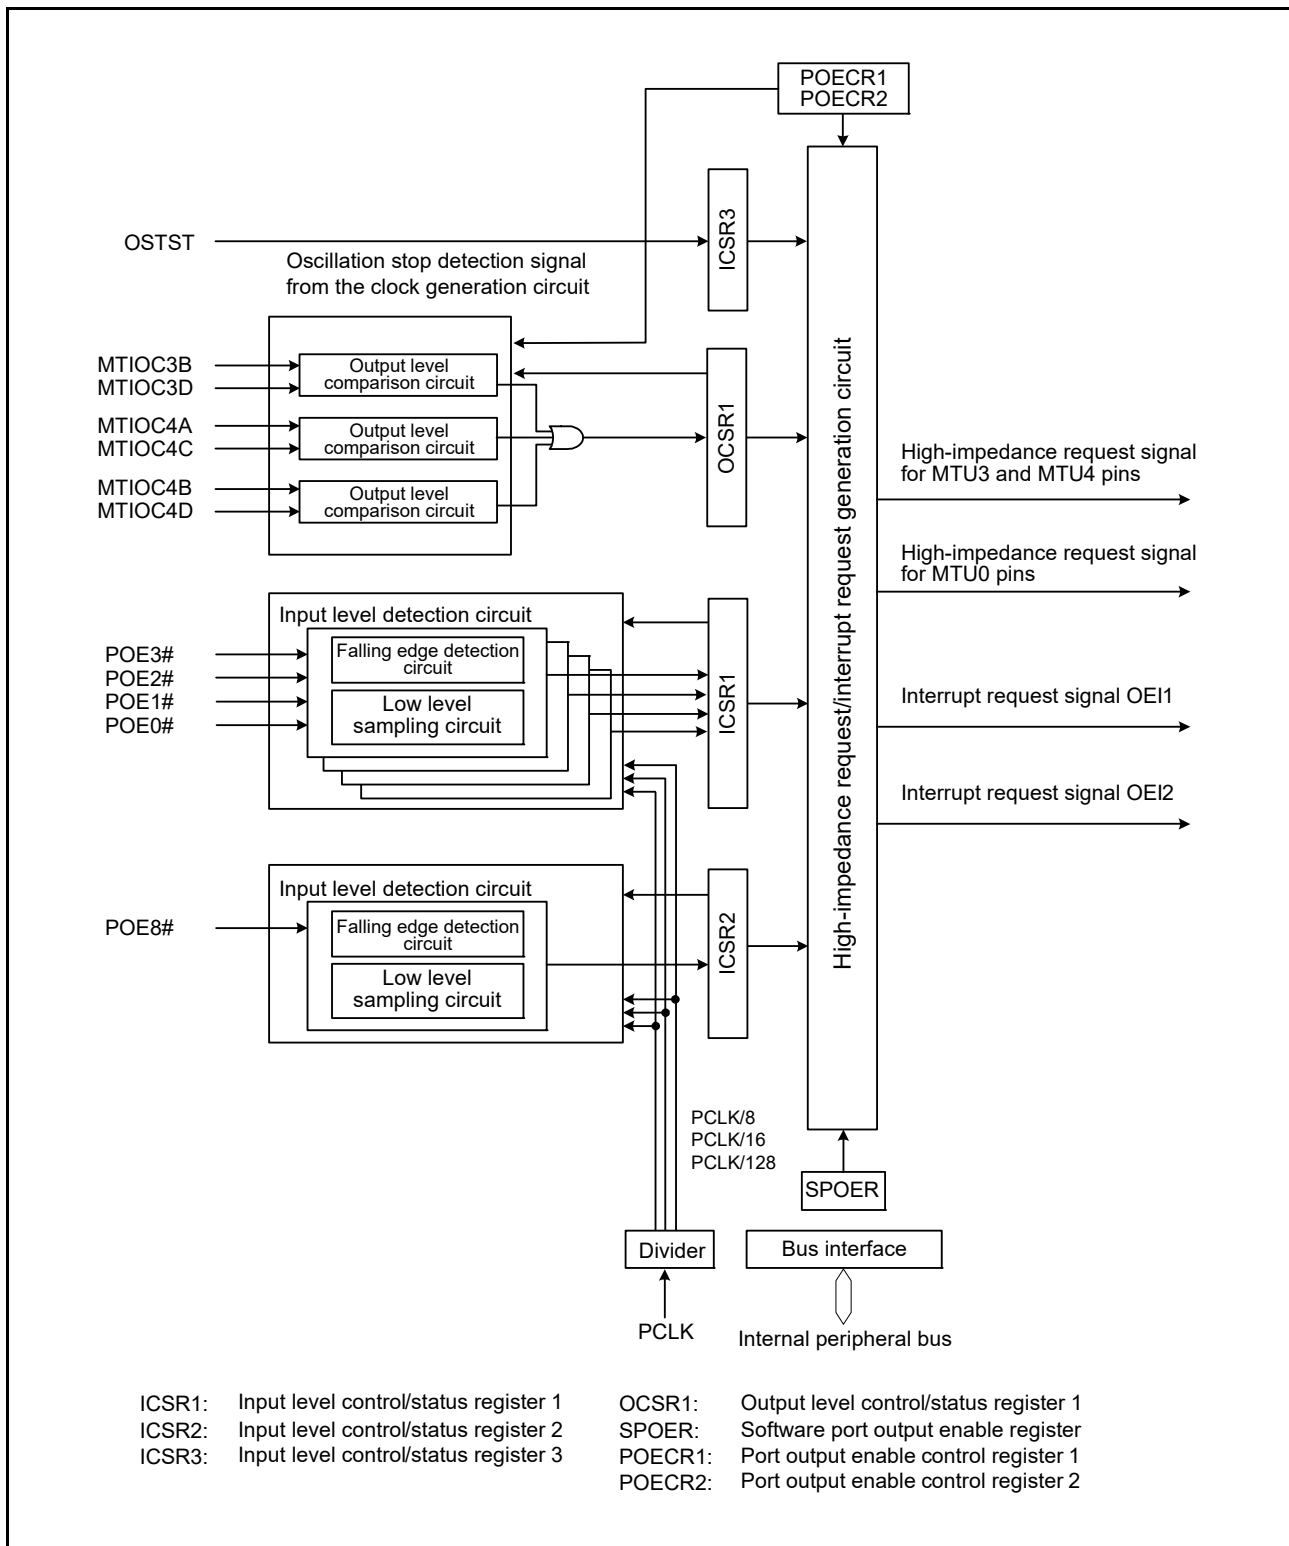 POECR1
POECR2
ICSR3
OSTST
Oscillation stop detection signal
from the clock generation circuit
MTIOC3B
MTIOC3D
Output level
comparison circuit
MTIOC4A
MTIOC4C
Output level
comparison circuit
MTIOC4B
MTIOC4D
Output level
comparison circuit
OCSR1
High-impedance request/interrupt request generation circuit
High-impedance request signal
for MTU3 and MTU4 pins
High-impedance request signal
for MTU0 pins
Input level detection circuit
POE3#
POE2#
POE1#
POE0#
Falling edge detection
circuit
Low level
sampling circuit
ICSR1
Interrupt request signal OEI1
Interrupt request signal OEI2
Input level detection circuit
POE8#
Falling edge detection
circuit
Low level
sampling circuit
ICSR2
PCLK/8
PCLK/16
PCLK/128
SPOER
Divider
Bus interface
PCLK
Internal peripheral bus
ICSR1: Input level control/status register 1
ICSR2: Input level control/status register 2
ICSR3: Input level control/status register 3
OCSR1: Output level control/status register 1
SPOER: Software port output enable register
POECR1: Port output enable control register 1
POECR2: Port output enable control register 2